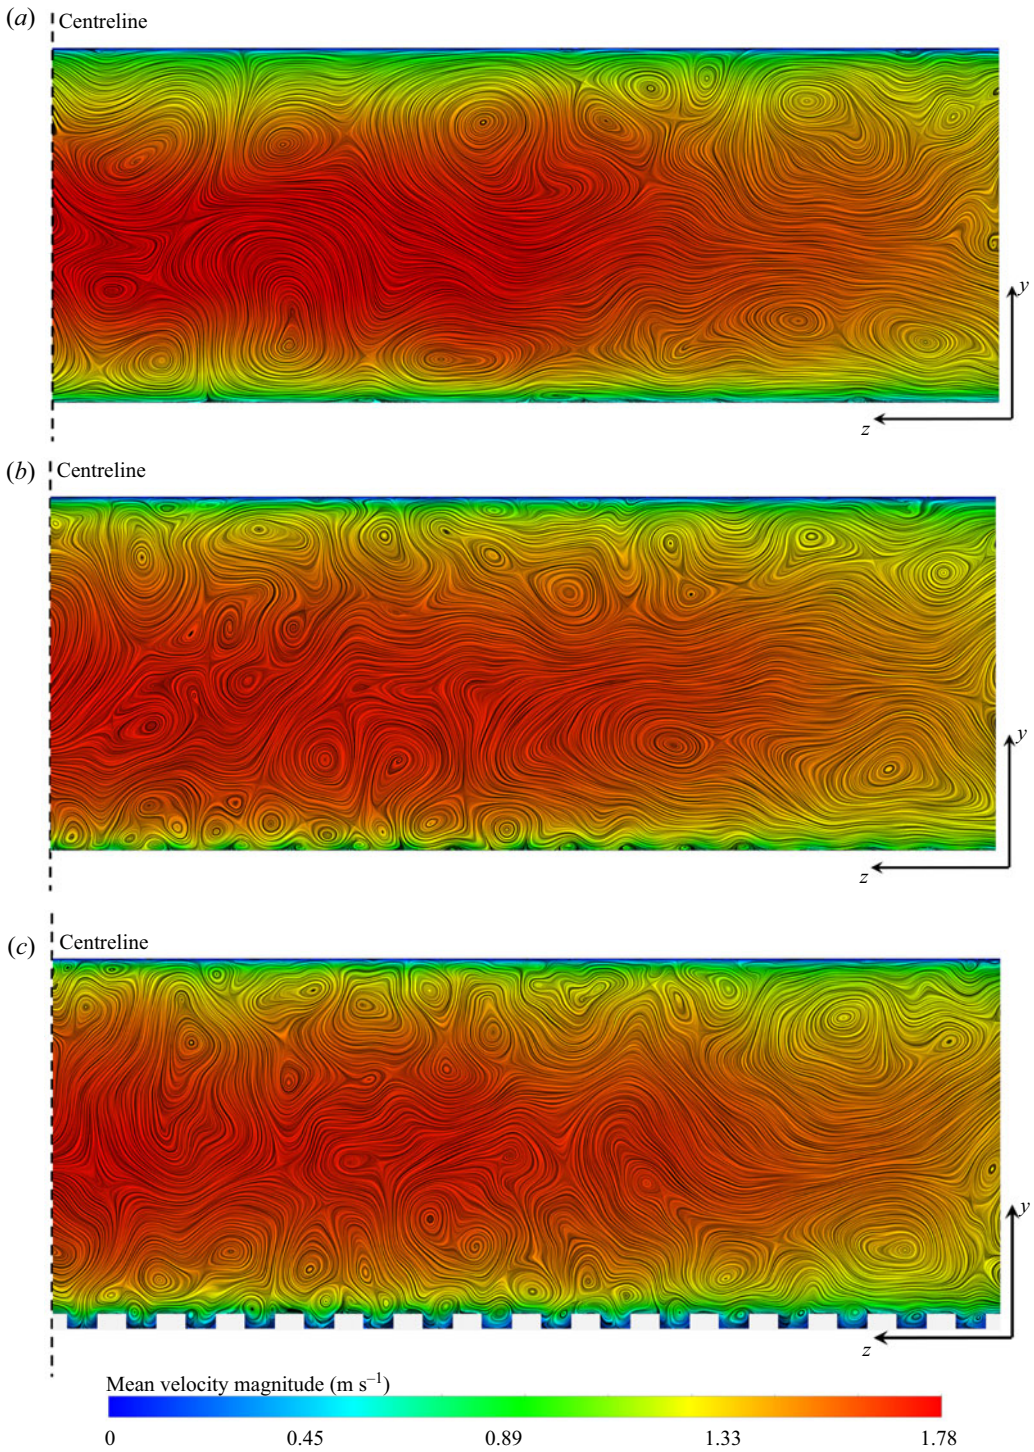 (a) Centreline
y
z
(b) Centreline
y
z
(c) Centreline
y
z
Mean velocity magnitude (m s⁻¹)
0 0.45 0.89 1.33 1.78